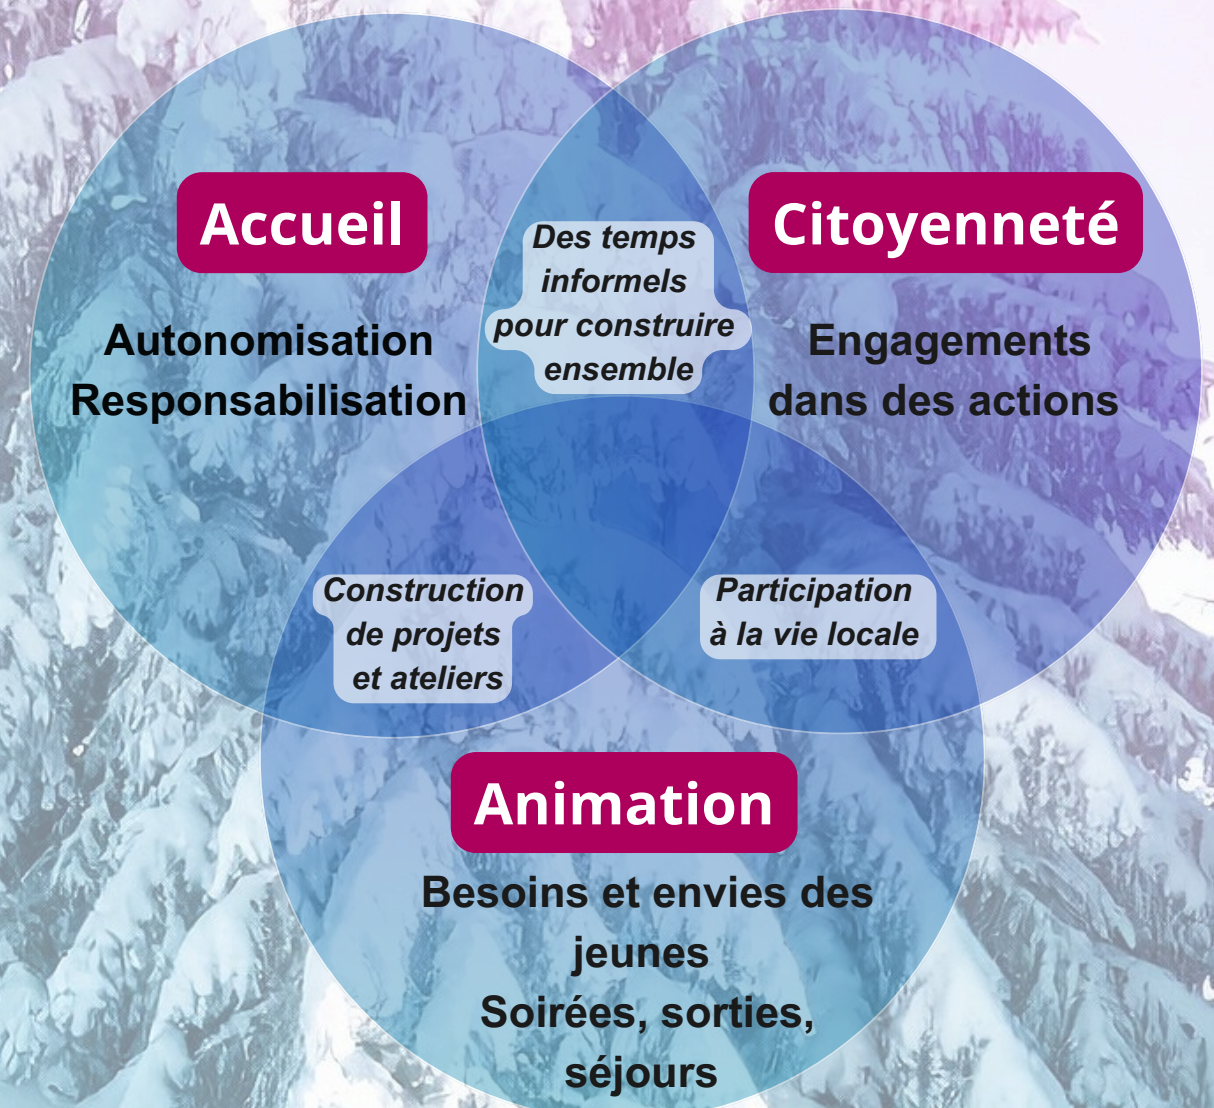 Accueil
Autonomisation
Responsabilisation
Des temps
informels
pour construire
ensemble
Citoyenneté
Engagements
dans des actions
Construction
de projets
et ateliers
Participation
à la vie locale
Animation
Besoins et envies des
jeunes
Soirées, sorties,
séjours